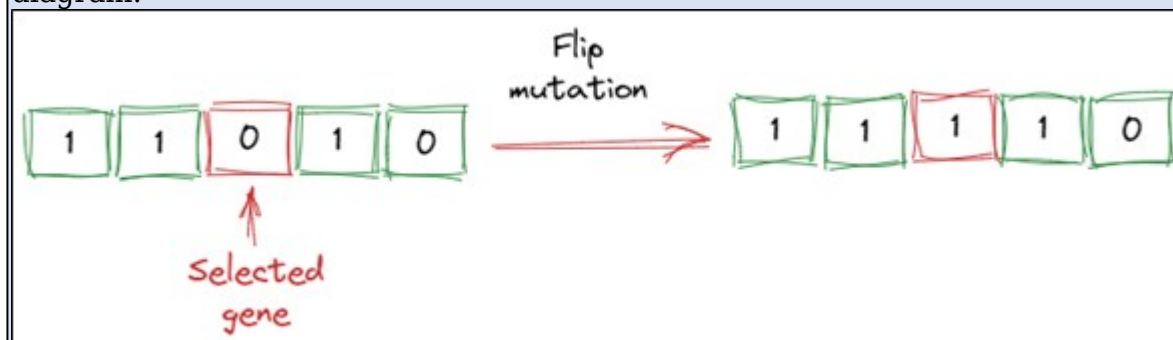 diagram.
Flip
mutation
1 1 0 1 0
1 1 1 1 0
Selected
gene